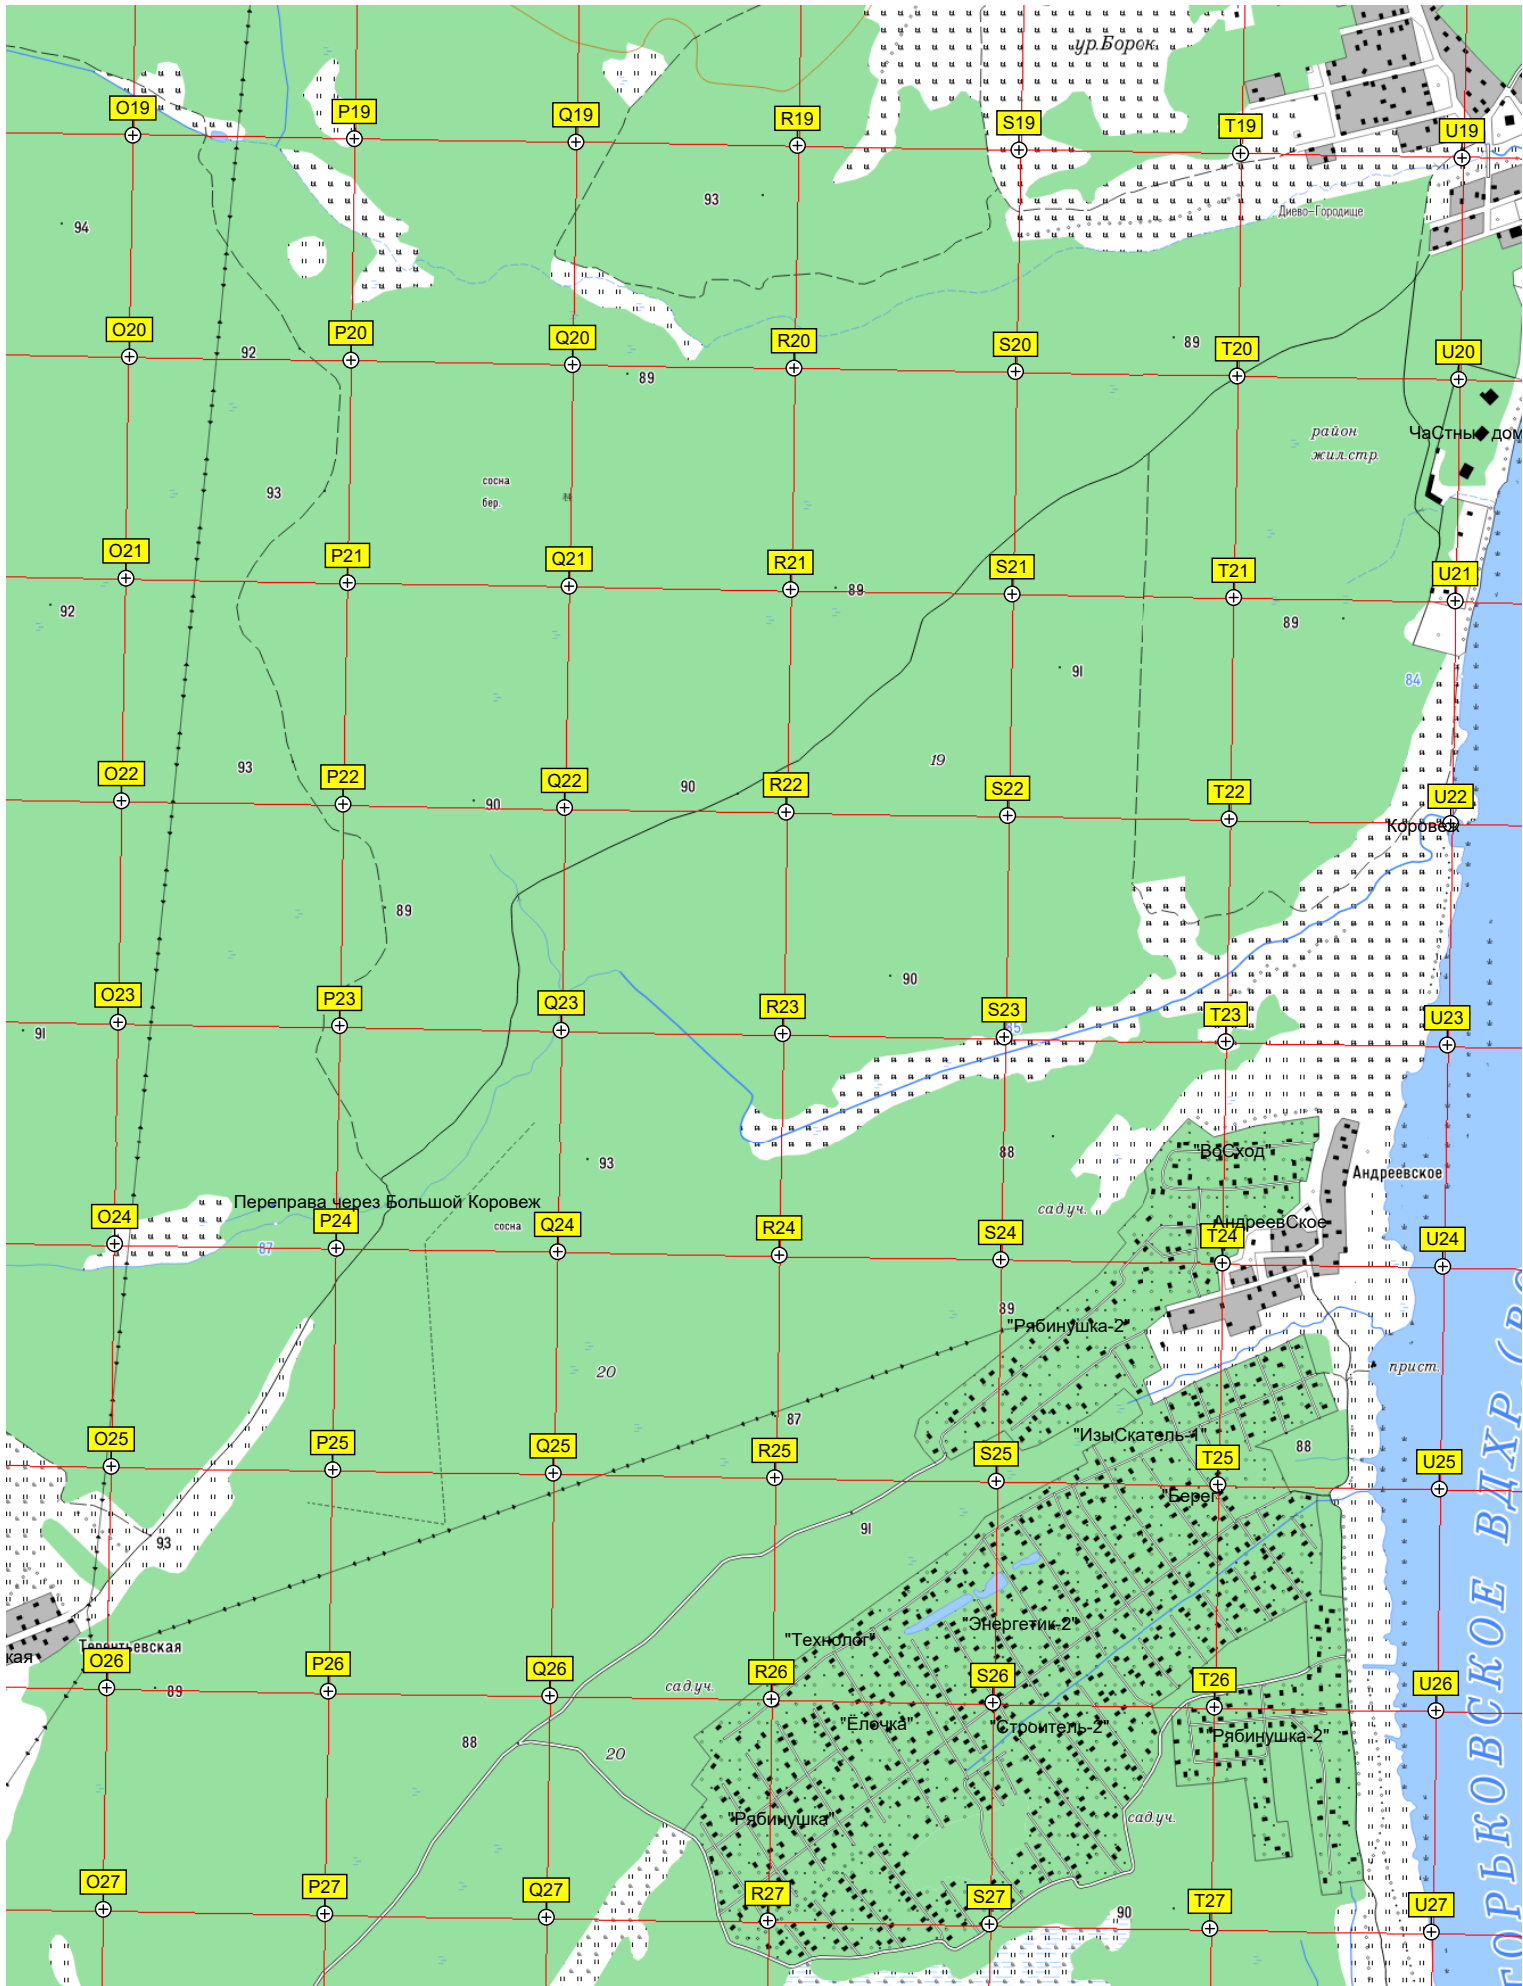 ур.Борок
O19
P19
Q19
R19
S19
T19
U19
93
94
Диево-Городище
O20
P20
Q20
R20
S20
T20
U20
92
89
89
район
жил.стр.
ЧаСтны
дом
сосна
бер.
93
O21
P21
Q21
R21
S21
T21
U21
92
89
89
91
84
O22
P22
Q22
R22
S22
T22
U22
93
90
90
19
Коровеж
89
O23
P23
Q23
R23
S23
T23
U23
91
90
85
93
88
"ВоСход"
Андреевское
Переправа через Большой Коровеж
сосна
сад.уч.
АндреевСкое
O24
P24
Q24
R24
S24
T24
U24
87
89
"Рябинушка-2"
20
прист.
87
"ИзыСкатель-1"
88
O25
P25
Q25
R25
S25
T25
U25
"Берег"
91
93
"Энергетик-2"
"Технолог"
Терентьевская
кая
O26
P26
Q26
R26
S26
T26
U26
89
сад.уч.
"Ёлочка"
"Строитель-2"
"Рябинушка-2"
88
20
"Рябинушка"
сад.уч.
O27
P27
Q27
R27
S27
T27
U27
90
ГОРЬКОВСКОЕ ВДХР.